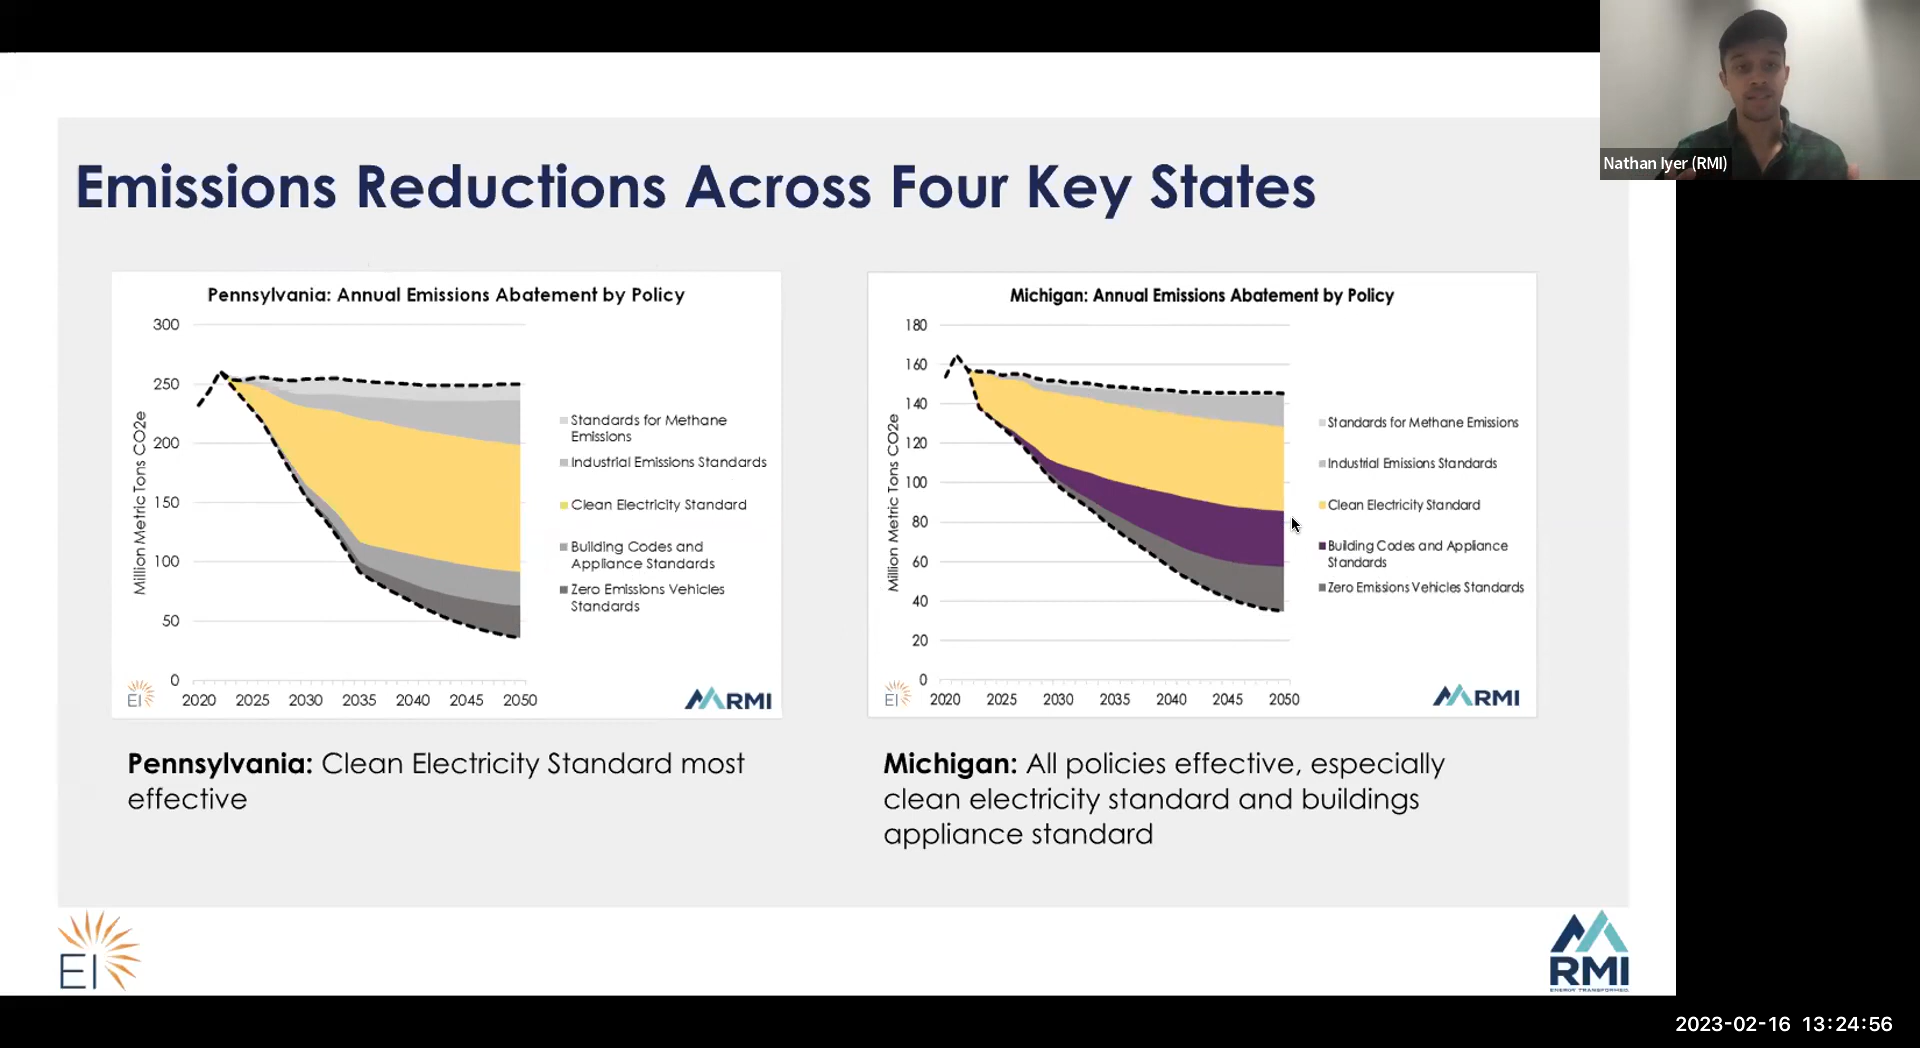 Nathan Iyer (RMI)
Emissions Reductions Across Four Key States
Pennsylvania: Annual Emissions Abatement by Policy
300
250
200
150
100
50
0
Million Metric Tons CO2e
2020 2025 2030 2035 2040 2045 2050
Standards for Methane
Emissions
Industrial Emissions Standards
Clean Electricity Standard
Building Codes and
Appliance Standards
Zero Emissions Vehicles
Standards
EI
RMI
Michigan: Annual Emissions Abatement by Policy
180
160
140
120
100
80
60
40
20
0
Million Metric Tons CO2e
2020 2025 2030 2035 2040 2045 2050
Standards for Methane Emissions
Industrial Emissions Standards
Clean Electricity Standard
Building Codes and Appliance
Standards
Zero Emissions Vehicles Standards
EI
RMI
Pennsylvania: Clean Electricity Standard most
effective
Michigan: All policies effective, especially
clean electricity standard and buildings
appliance standard
EI
RMI
ENERGY. TRANSFORMED.
2023-02-16 13:24:56